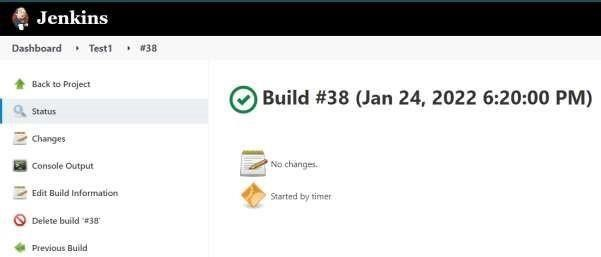 Jenkins
Dashboard Test1 #38
Back to Project
Status
Changes
Console Output
Edit Build Information
Delete build '#38'
Previous Build
Build #38 (Jan 24, 2022 6:20:00 PM)
No changes.
Started by timer